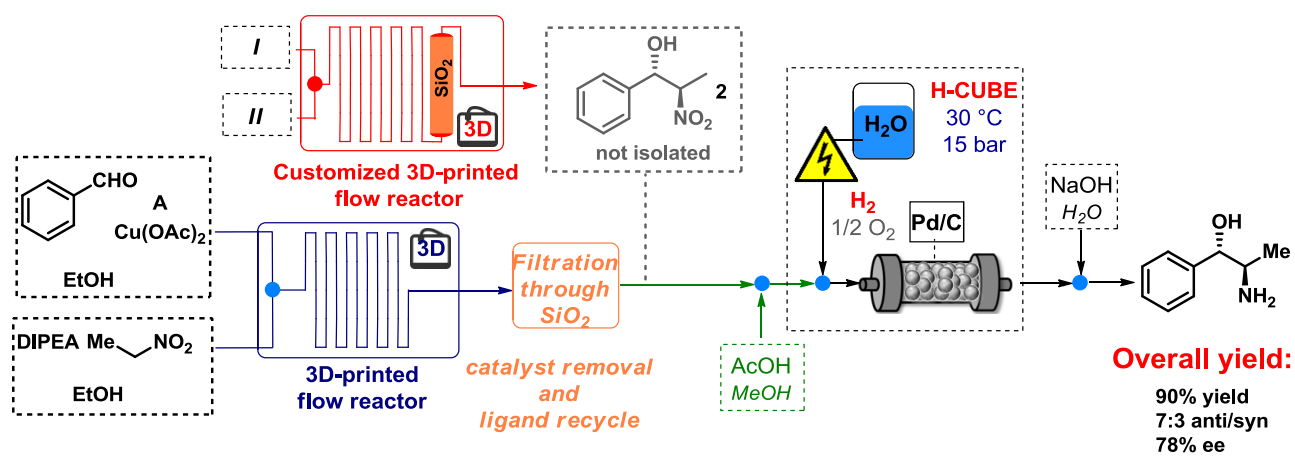 I
II
SiO2
3D
Customized 3D-printed
flow reactor
OH
2
NO2
not isolated
H-CUBE
30 °C
15 bar
H2O
H2
1/2 O2
Pd/C
NaOH
H2O
CHO
A
Cu(OAc)2
EtOH
DIPEA Me NO2
EtOH
3D
3D-printed
flow reactor
Filtration
through
SiO2
catalyst removal
and
ligand recycle
AcOH
MeOH
OH
Me
NH2
Overall yield:
90% yield
7:3 anti/syn
78% ee